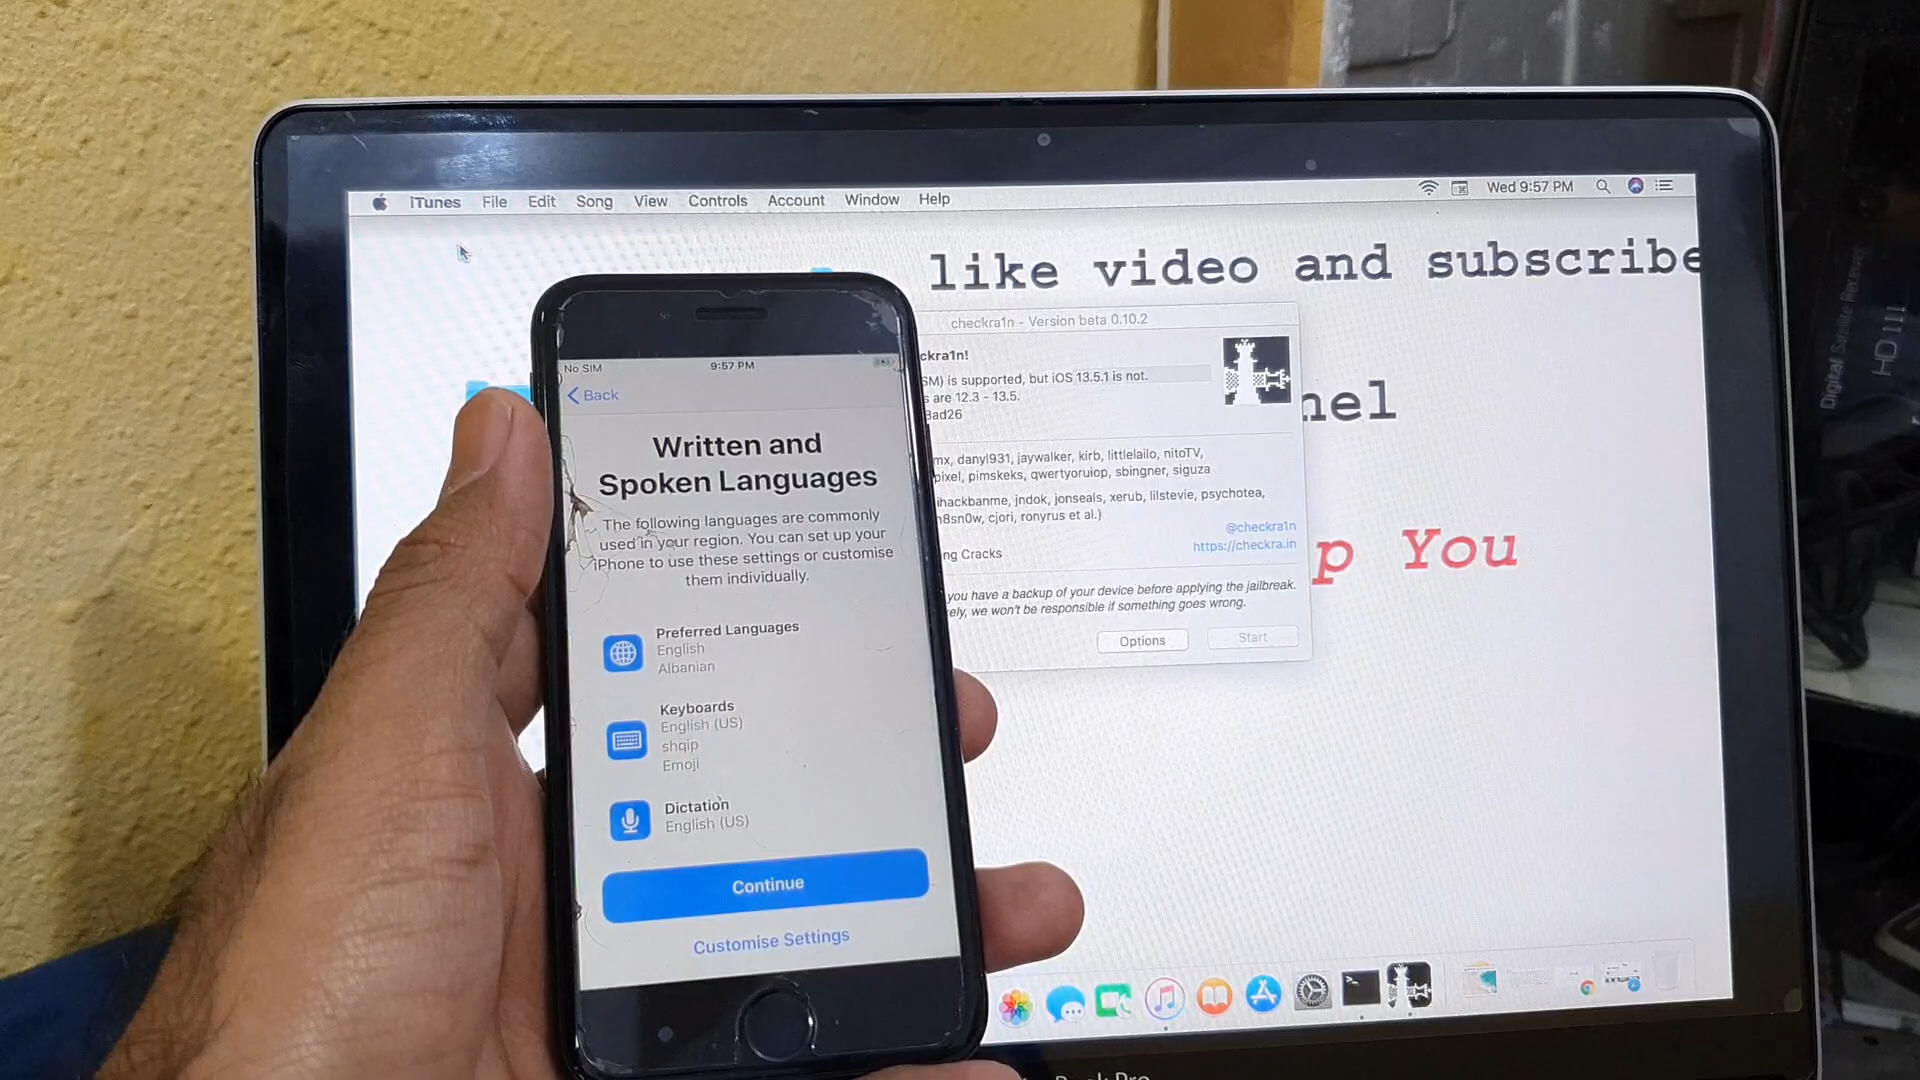 iTunes File Edit Song View Controls Account Window Help
Wed 9:57 PM
like video and subscribe
checkra1n - Version beta 0.10.2
ckra1n!
SM) is supported, but iOS 13.5.1 is not.
s are 12.3 - 13.5.
Bad26
nel
mx, danyl931, jaywalker, kirb, littlelailo, nitoTV,
pixel, pimskeks, qwertyoruiop, sbingner, siguza
ihackbanme, jndok, jonseals, xerub, lilstevie, psychotea,
n8sn0w, cjori, ronyrus et al.)
@checkra1n
https://checkra.in
ng Cracks
p You
you have a backup of your device before applying the jailbreak.
ely, we won't be responsible if something goes wrong.
Options
Start
No SIM
9:57 PM
Back
Written and
Spoken Languages
The following languages are commonly
used in your region. You can set up your
iPhone to use these settings or customise
them individually.
Preferred Languages
English
Albanian
Keyboards
English (US)
shqip
Emoji
Dictation
English (US)
Continue
Customise Settings
Digital Satellite Receiver
HD 111